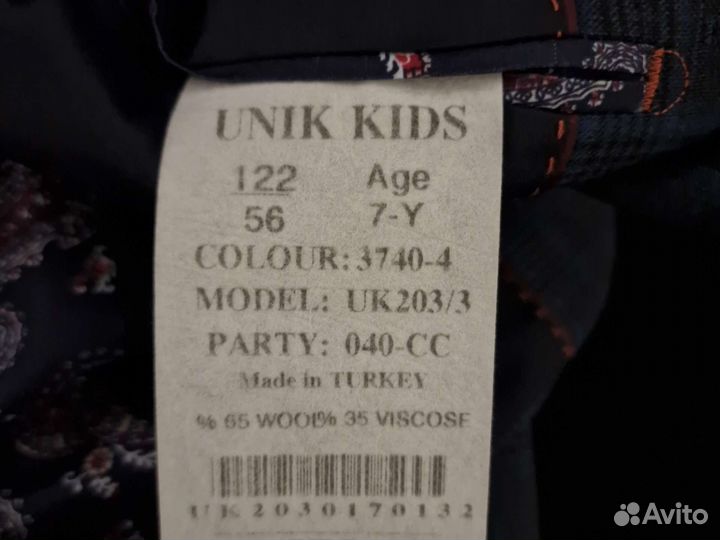 UNIK KIDS
122 Age
56 7-Y
COLOUR: 3740-4
MODEL: UK203/3
PARTY: 040-CC
Made in TURKEY
% 65 WOOL% 35 VISCOSE
UK2030170132
Avito